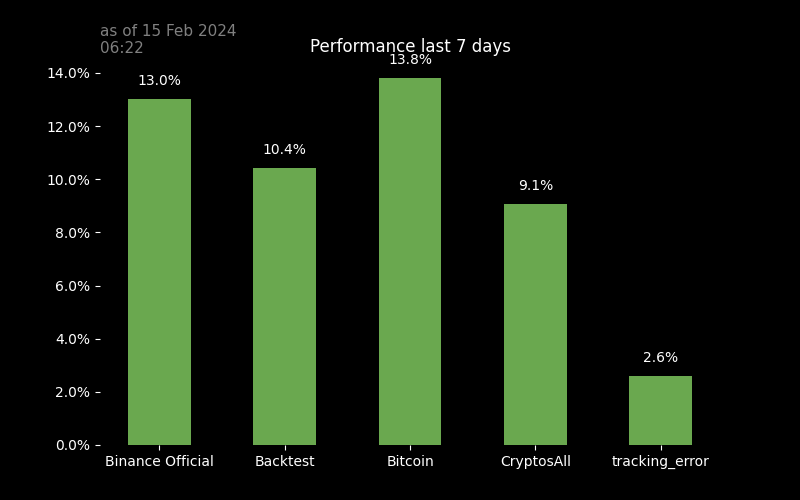 as of 15 Feb 2024
06:22
Performance last 7 days
14.0%
12.0%
10.0%
8.0%
6.0%
4.0%
2.0%
0.0%
13.0%
10.4%
13.8%
9.1%
2.6%
Binance Official
Backtest
Bitcoin
CryptosAll
tracking_error